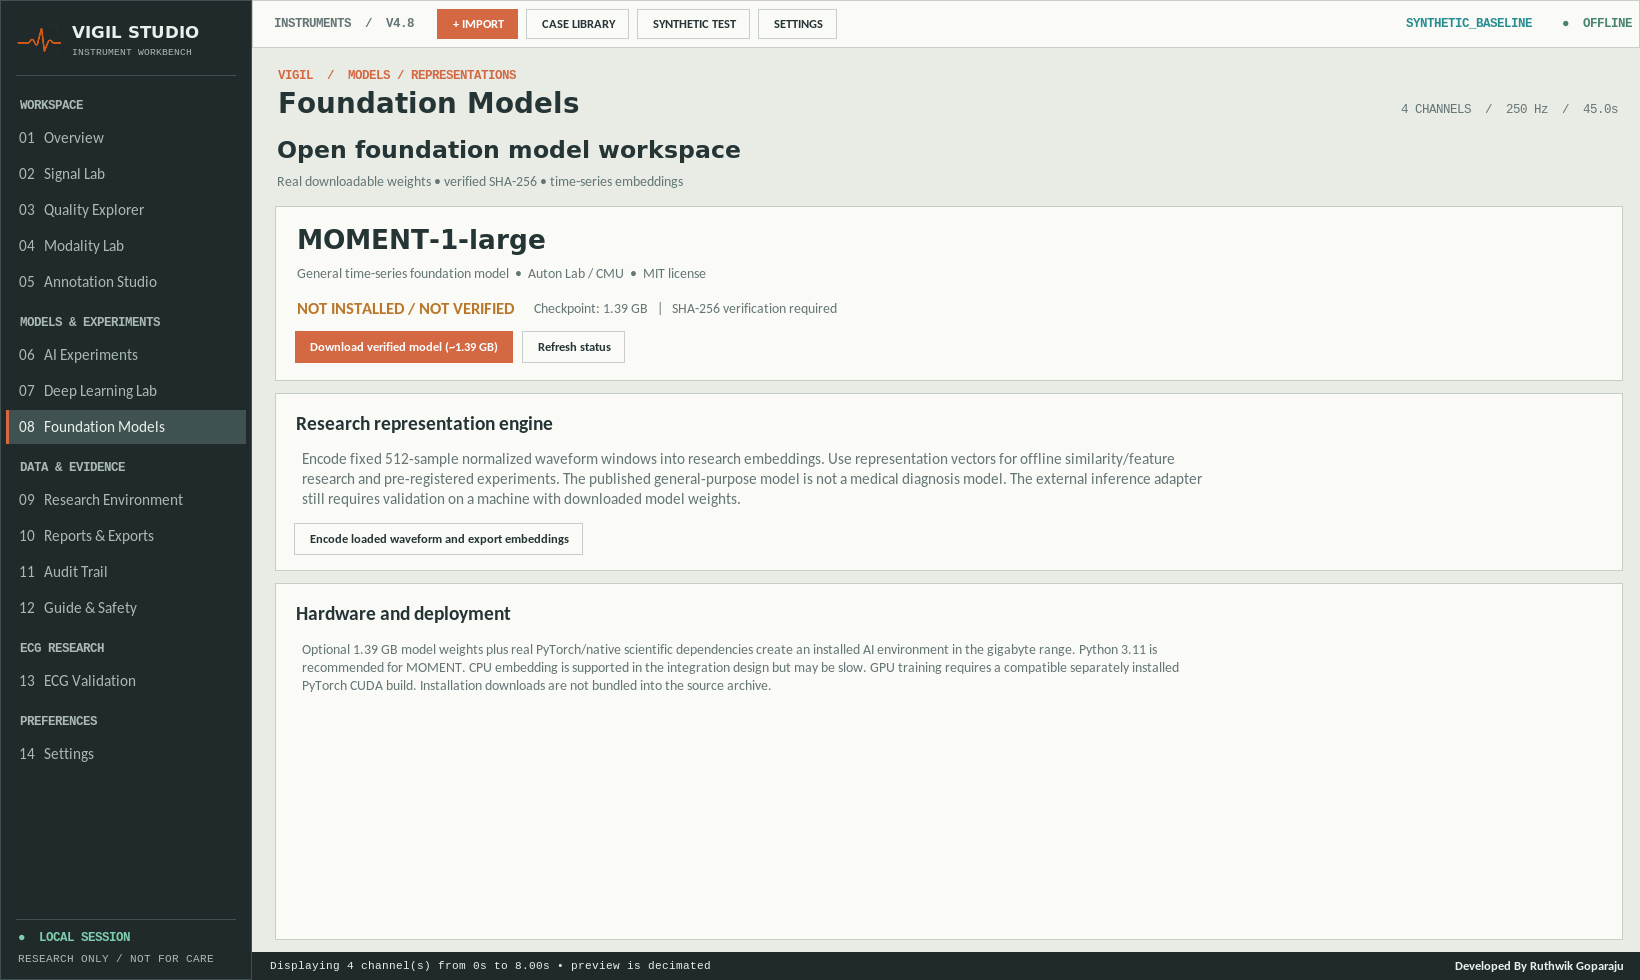 VIGIL STUDIO
INSTRUMENT WORKBENCH
WORKSPACE
01 Overview
02 Signal Lab
03 Quality Explorer
04 Modality Lab
05 Annotation Studio
MODELS & EXPERIMENTS
06 AI Experiments
07 Deep Learning Lab
08 Foundation Models
DATA & EVIDENCE
09 Research Environment
10 Reports & Exports
11 Audit Trail
12 Guide & Safety
ECG RESEARCH
13 ECG Validation
PREFERENCES
14 Settings
● LOCAL SESSION
RESEARCH ONLY / NOT FOR CARE
INSTRUMENTS / V4.8 + IMPORT CASE LIBRARY SYNTHETIC TEST SETTINGS SYNTHETIC_BASELINE ● OFFLINE
VIGIL / MODELS / REPRESENTATIONS
Foundation Models
4 CHANNELS / 250 Hz / 45.0s
Open foundation model workspace
Real downloadable weights • verified SHA-256 • time-series embeddings
MOMENT-1-large
General time-series foundation model • Auton Lab / CMU • MIT license
NOT INSTALLED / NOT VERIFIED Checkpoint: 1.39 GB | SHA-256 verification required
Download verified model (~1.39 GB) Refresh status
Research representation engine
Encode fixed 512-sample normalized waveform windows into research embeddings. Use representation vectors for offline similarity/feature
research and pre-registered experiments. The published general-purpose model is not a medical diagnosis model. The external inference adapter
still requires validation on a machine with downloaded model weights.
Encode loaded waveform and export embeddings
Hardware and deployment
Optional 1.39 GB model weights plus real PyTorch/native scientific dependencies create an installed AI environment in the gigabyte range. Python 3.11 is
recommended for MOMENT. CPU embedding is supported in the integration design but may be slow. GPU training requires a compatible separately installed
PyTorch CUDA build. Installation downloads are not bundled into the source archive.
Displaying 4 channel(s) from 0s to 8.00s • preview is decimated
Developed By Ruthwik Goparaju